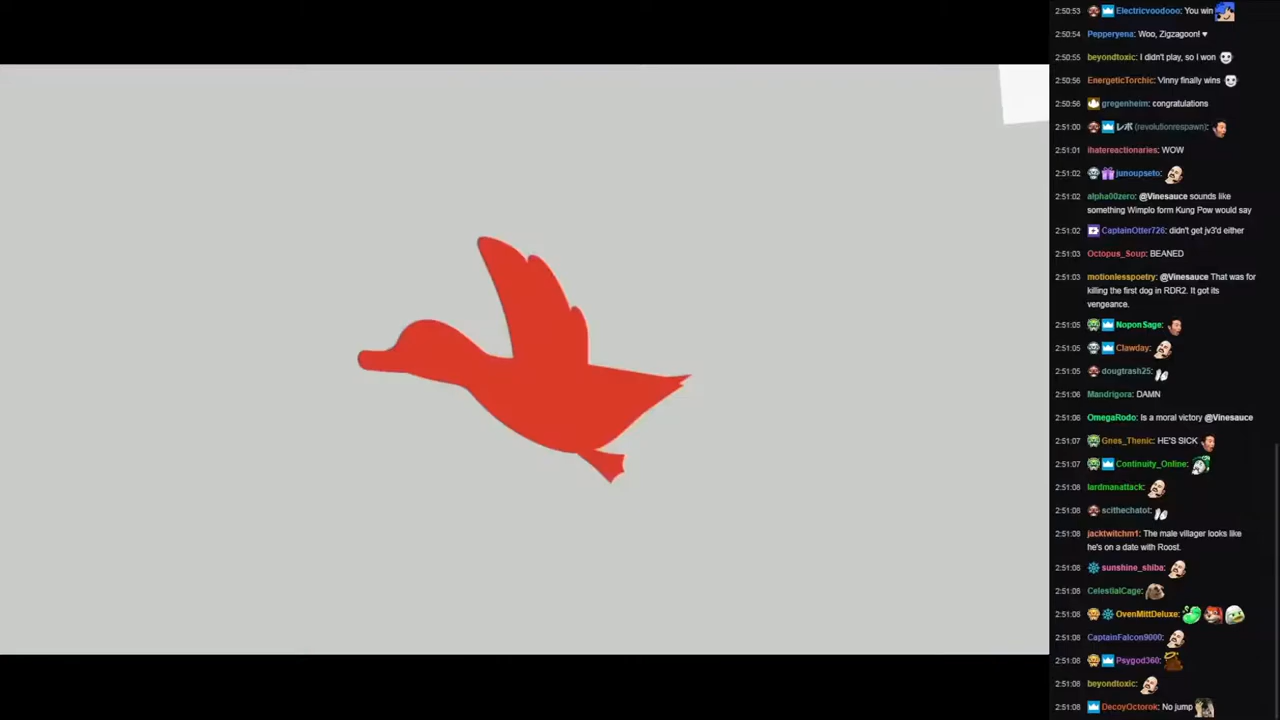 2:50:53 Electricvoodooo: You win
2:50:54 Pepperyena: Woo, Zigzagoon! ♥
2:50:55 beyondtoxic: I didn't play, so I won
2:50:56 EnergeticTorchic: Vinny finally wins
2:50:56 gregenheim: congratulations
2:51:00 レボ (revolutionrespawn):
2:51:01 ihatereactionaries: WOW
2:51:02 junoupseto:
2:51:02 alpha00zero: @Vinesauce sounds like
something Wimplo form Kung Pow would say
2:51:02 CaptainOtter726: didn't get jv3'd either
2:51:03 Octopus_Soup: BEANED
2:51:03 motionlesspoetry: @Vinesauce That was for
killing the first dog in RDR2. It got its
vengeance.
2:51:05 NoponSage:
2:51:05 Clawday:
2:51:05 dougtrash25:
2:51:06 Mandrigora: DAMN
2:51:06 OmegaRodo: Is a moral victory @Vinesauce
2:51:07 Gnos_Thenic: HE'S SICK
2:51:07 Continuity_Online:
2:51:08 lardmanattack:
2:51:08 scithechatot:
2:51:08 jacktwitchm1: The male villager looks like
he's on a date with Roost.
2:51:08 sunshine_shiba:
2:51:08 CelestialCage:
2:51:08 OvenMittDeluxe:
2:51:08 CaptainFalcon9000:
2:51:08 Psygod360:
2:51:08 beyondtoxic:
2:51:08 DecoyOctorok: No jump